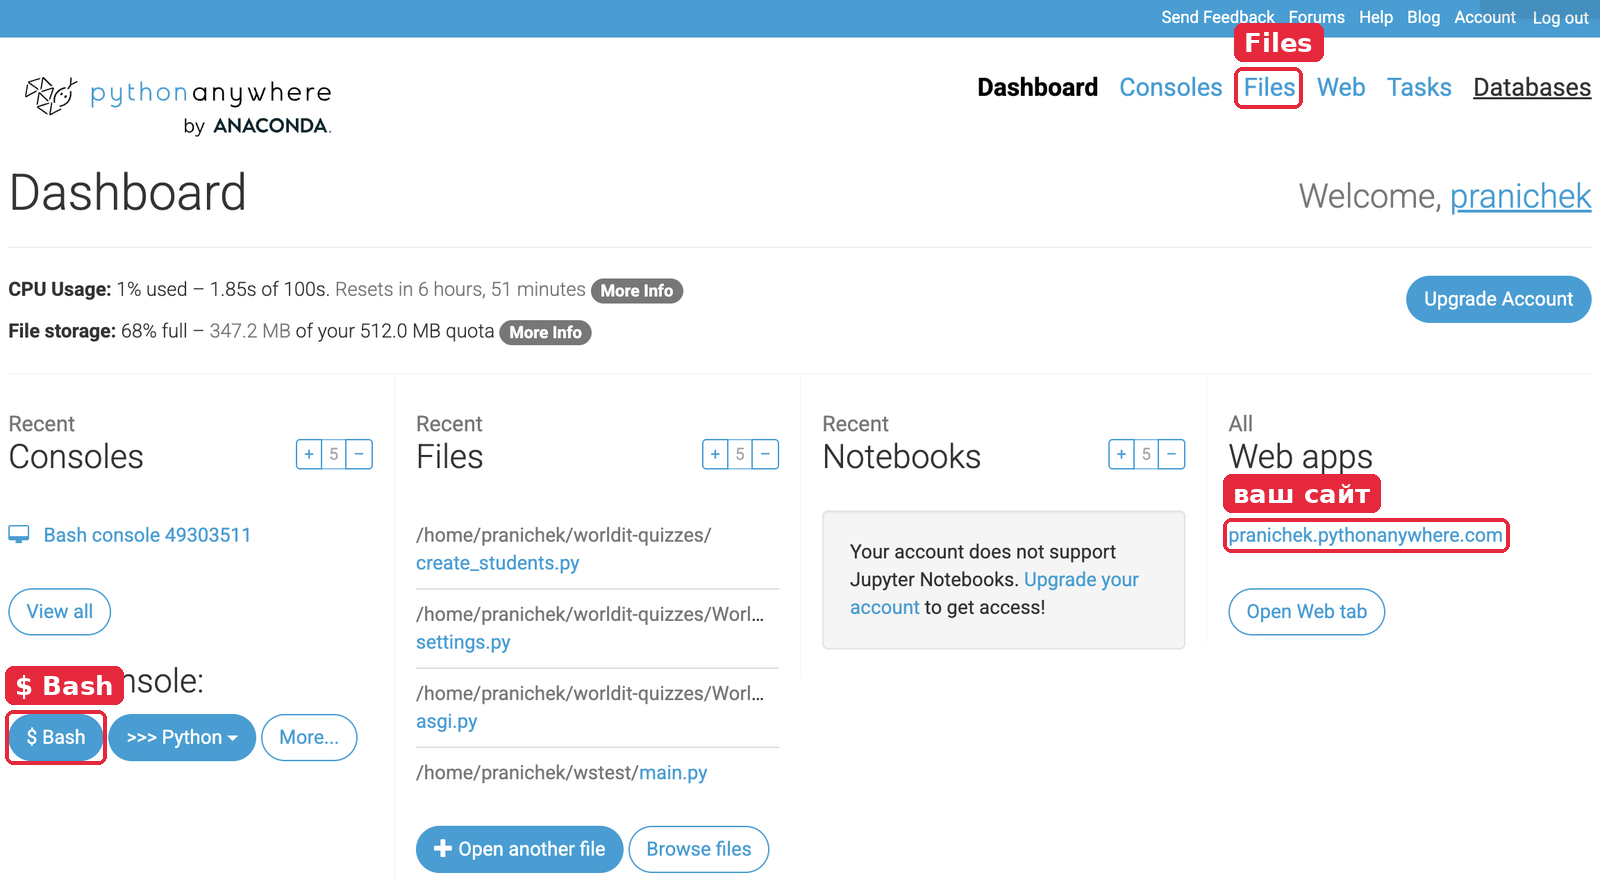 Send Feedback Forums Help Blog Account Log out
Files
Dashboard Consoles Files Web Tasks Databases
pythonanywhere
by ANACONDA.
Dashboard
Welcome, pranichek
CPU Usage: 1% used – 1.85s of 100s. Resets in 6 hours, 51 minutes More Info
File storage: 68% full – 347.2 MB of your 512.0 MB quota More Info
Upgrade Account
Recent
Consoles
+ 5 −
Bash console 49303511
View all
$ Bash
nsole:
$ Bash >>> Python More...
Recent
Files
+ 5 −
/home/pranichek/worldit-quizzes/
create_students.py
/home/pranichek/worldit-quizzes/Worl...
settings.py
/home/pranichek/worldit-quizzes/Worl...
asgi.py
/home/pranichek/wstest/main.py
+ Open another file Browse files
Recent
Notebooks
+ 5 −
Your account does not support
Jupyter Notebooks. Upgrade your
account to get access!
All
Web apps
ваш сайт
pranichek.pythonanywhere.com
Open Web tab